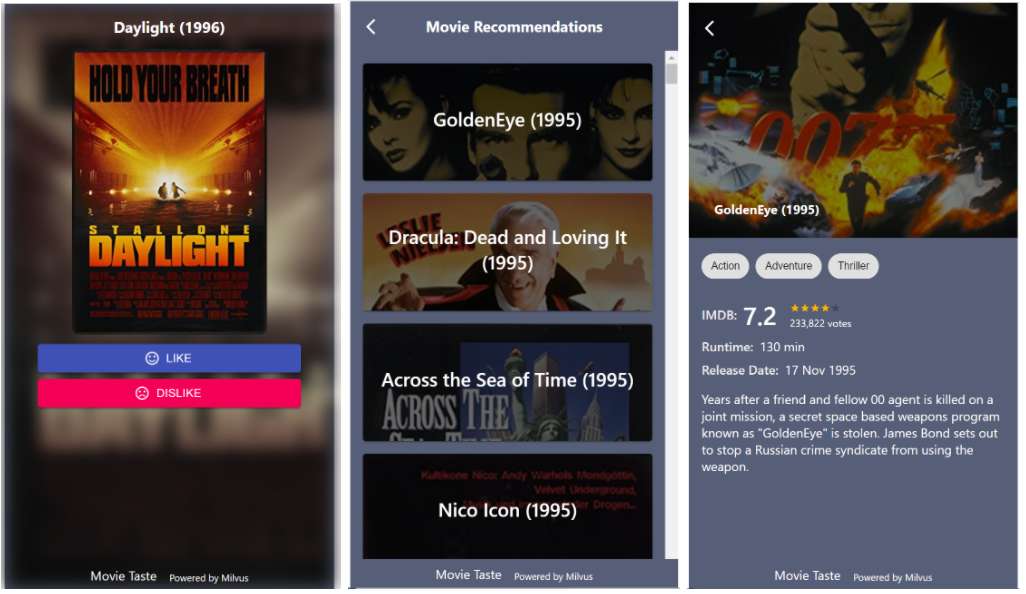 Daylight (1996)
HOLD YOUR BREATH
STALLONE
DAYLIGHT
LIKE
DISLIKE
Movie Taste Powered by Milvus
Movie Recommendations
GoldenEye (1995)
LESLIE
NIELSEN
Dracula: Dead and Loving It
(1995)
Across the Sea of Time (1995)
ACROSS THE
SEA OF TIME
Kultikone Nico: Andy Warhols Mondgöttin,
Velvet Underground,
Drogen...
Nico Icon (1995)
Movie Taste Powered by Milvus
007
GoldenEye (1995)
Action Adventure Thriller
IMDB: 7.2
233,822 votes
Runtime: 130 min
Release Date: 17 Nov 1995
Years after a friend and fellow 00 agent is killed on a
joint mission, a secret space based weapons program
known as "GoldenEye" is stolen. James Bond sets out
to stop a Russian crime syndicate from using the
weapon.
Movie Taste Powered by Milvus